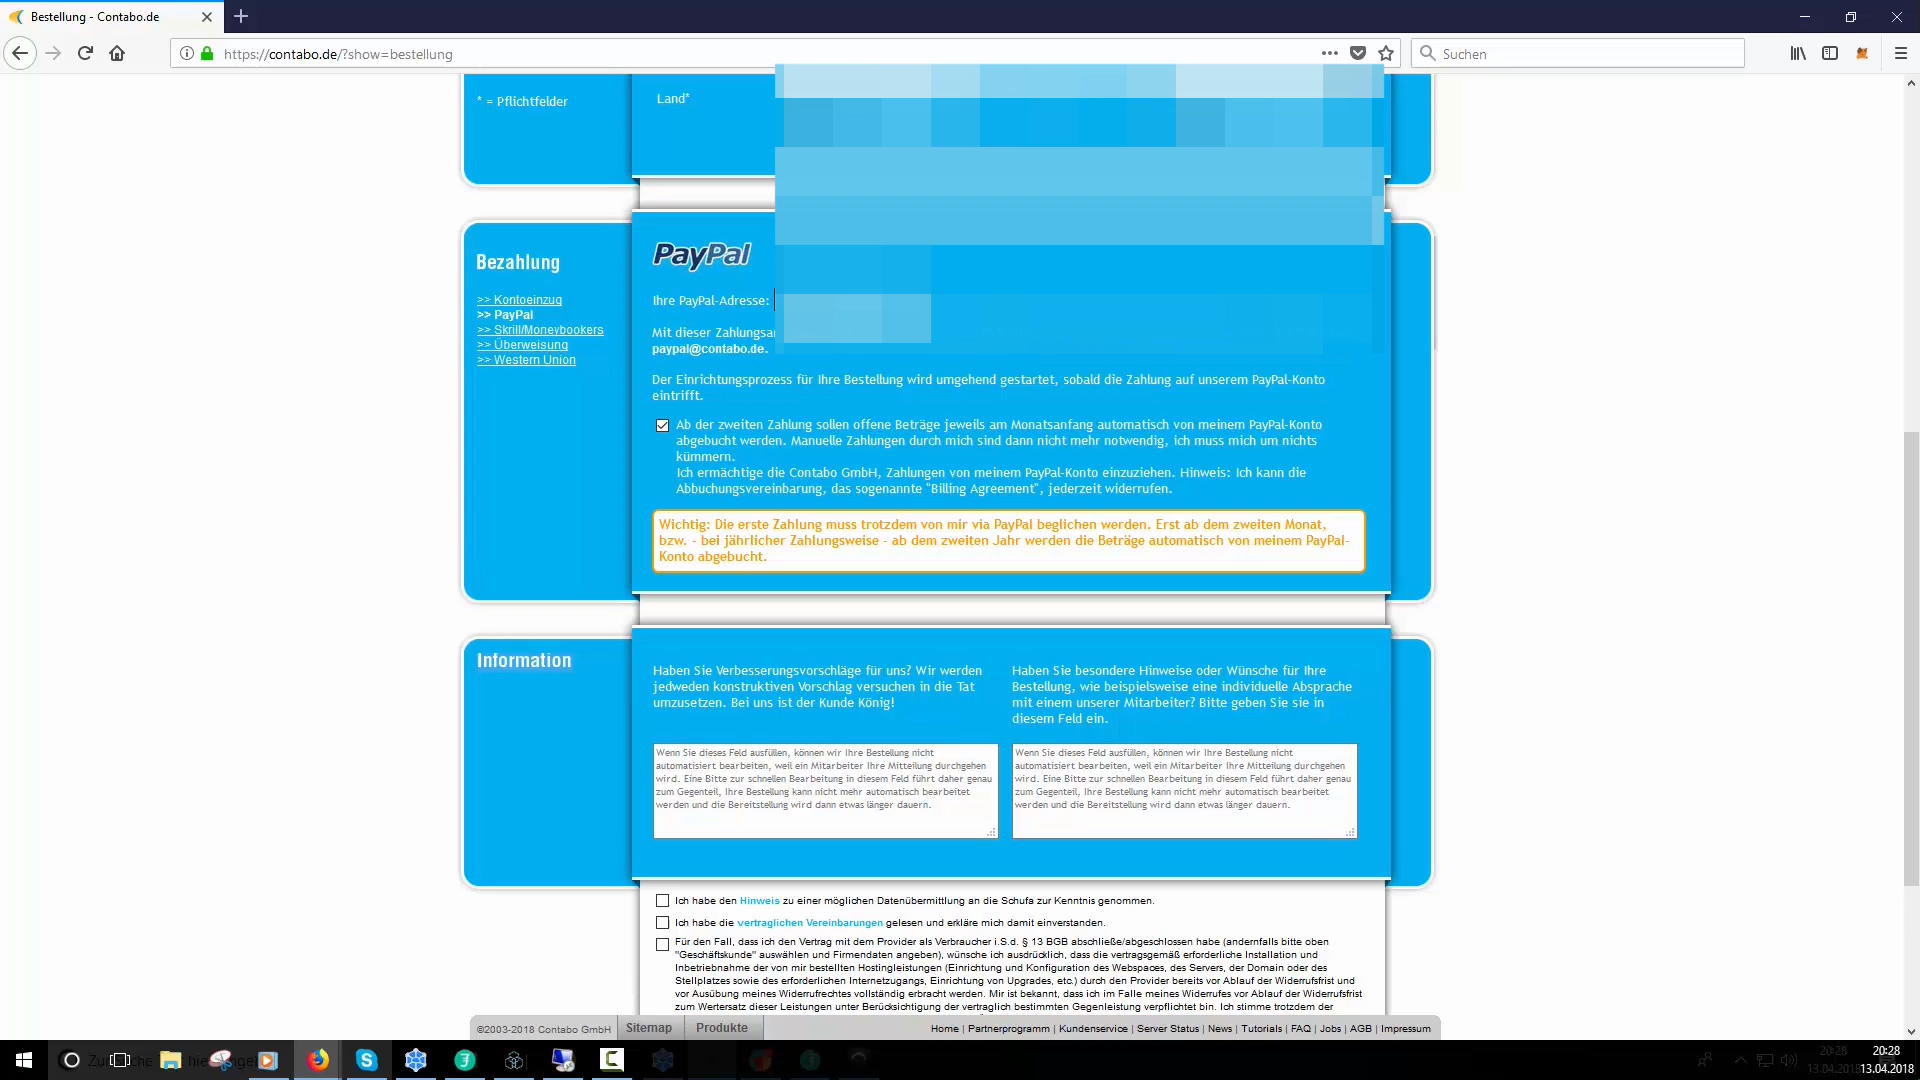 Bestellung - Contabo.de
https://contabo.de/?show=bestellung
Suchen
* = Pflichtfelder
Land*
Bezahlung
>> Kontoeinzug
>> PayPal
>> Skrill/Moneybookers
>> Überweisung
>> Western Union
PayPal
Ihre PayPal-Adresse:
Mit dieser
paypal@contabo.de.
Der Einrichtungsprozess für Ihre Bestellung wird umgehend gestartet, sobald die Zahlung auf unserem PayPal-Konto
eintrifft.
Ab der zweiten Zahlung sollen offene Beträge jeweils am Monatsanfang automatisch von meinem PayPal-Konto
abgebucht werden. Manuelle Zahlungen durch mich sind dann nicht mehr notwendig, ich muss mich um nichts
kümmern.
Ich ermächtige die Contabo GmbH, Zahlungen von meinem PayPal-Konto einzuziehen. Hinweis: Ich kann die
Abbuchungsvereinbarung, das sogenannte "Billing Agreement", jederzeit widerrufen.
Wichtig: Die erste Zahlung muss trotzdem von mir via PayPal beglichen werden. Erst ab dem zweiten Monat,
bzw. - bei jährlicher Zahlungsweise - ab dem zweiten Jahr werden die Beträge automatisch von meinem PayPal-
Konto abgebucht.
Information
Haben Sie Verbesserungsvorschläge für uns? Wir werden
jedweden konstruktiven Vorschlag versuchen in die Tat
umzusetzen. Bei uns ist der Kunde König!
Wenn Sie dieses Feld ausfüllen, können wir Ihre Bestellung nicht
automatisiert bearbeiten, weil ein Mitarbeiter Ihre Mitteilung durchgehen
wird. Eine Bitte zur schnellen Bearbeitung in diesem Feld führt daher genau
zum Gegenteil, Ihre Bestellung kann nicht mehr automatisch bearbeitet
werden und die Bereitstellung wird dann etwas länger dauern.
Haben Sie besondere Hinweise oder Wünsche für Ihre
Bestellung, wie beispielsweise eine individuelle Absprache
mit einem unserer Mitarbeiter? Bitte geben Sie sie in
diesem Feld ein.
Wenn Sie dieses Feld ausfüllen, können wir Ihre Bestellung nicht
automatisiert bearbeiten, weil ein Mitarbeiter Ihre Mitteilung durchgehen
wird. Eine Bitte zur schnellen Bearbeitung in diesem Feld führt daher genau
zum Gegenteil, Ihre Bestellung kann nicht mehr automatisch bearbeitet
werden und die Bereitstellung wird dann etwas länger dauern.
Ich habe den Hinweis zu einer möglichen Datenübermittlung an die Schufa zur Kenntnis genommen.
Ich habe die vertraglichen Vereinbarungen gelesen und erkläre mich damit einverstanden.
Für den Fall, dass ich den Vertrag mit dem Provider als Verbraucher i.S.d. § 13 BGB abschließe/abgeschlossen habe (andernfalls bitte oben
"Geschäftskunde" auswählen und Firmendaten angeben), wünsche ich ausdrücklich, dass die vertragsgemäß erforderliche Installation und
Inbetriebnahme der von mir bestellten Hostingleistungen (Einrichtung und Konfiguration des Webspaces, des Servers, der Domain oder des
Stellplatzes sowie des erforderlichen Internetzugangs, Einrichtung von Upgrades, etc.) durch den Provider bereits vor Ablauf der Widerrufsfrist und
vor Ausübung meines Widerrufrechtes vollständig erbracht werden. Mir ist bekannt, dass ich im Falle meines Widerrufes vor Ablauf der Widerrufsfrist
zum Wertersatz dieser Leistungen unter Berücksichtigung der vertraglich bestimmten Gegenleistung verpflichtet bin. Ich stimme trotzdem der
©2003-2018 Contabo GmbH
Sitemap
Produkte
Home | Partnerprogramm | Kundenservice | Server Status | News | Tutorials | FAQ | Jobs | AGB | Impressum
20:28
13.04.2018